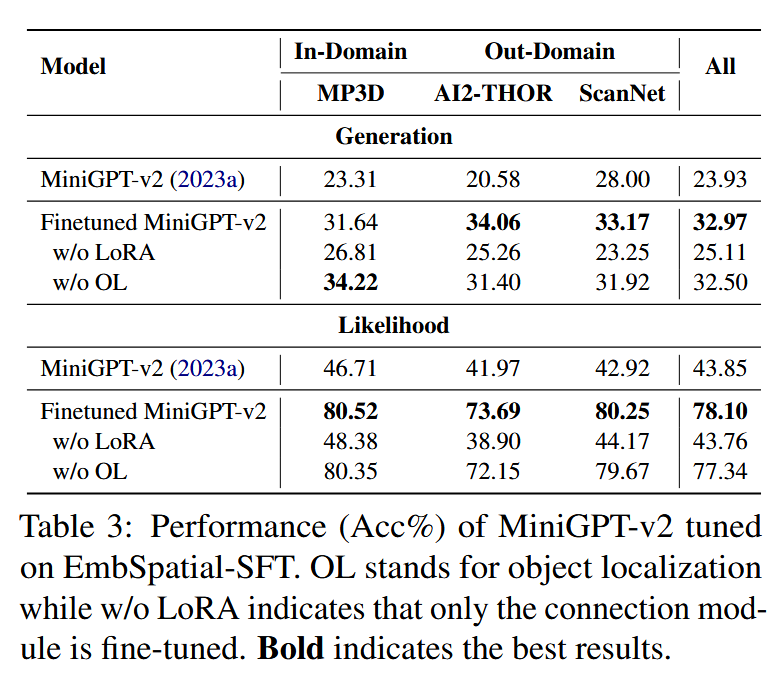 Model In-Domain Out-Domain All
MP3D AI2-THOR ScanNet
Generation
MiniGPT-v2 (2023a) 23.31 20.58 28.00 23.93
Finetuned MiniGPT-v2 31.64 34.06 33.17 32.97
w/o LoRA 26.81 25.26 23.25 25.11
w/o OL 34.22 31.40 31.92 32.50
Likelihood
MiniGPT-v2 (2023a) 46.71 41.97 42.92 43.85
Finetuned MiniGPT-v2 80.52 73.69 80.25 78.10
w/o LoRA 48.38 38.90 44.17 43.76
w/o OL 80.35 72.15 79.67 77.34
Table 3: Performance (Acc%) of MiniGPT-v2 tuned
on EmbSpatial-SFT. OL stands for object localization
while w/o LoRA indicates that only the connection mod-
ule is fine-tuned. Bold indicates the best results.